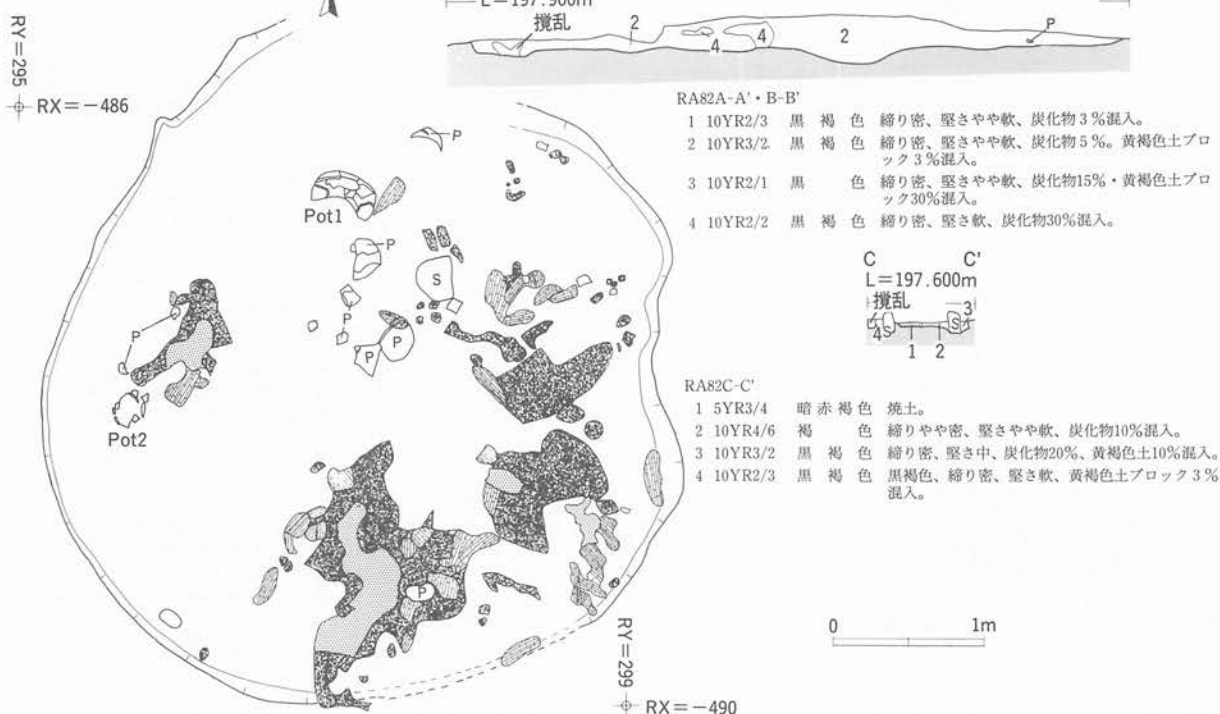 L=197.900m
攪乱
2
4
4
2
P
RY=295
RX=-486
RA82A-A'・B-B'
1 10YR2/3 黒褐色 締り密、堅さやや軟、炭化物3%混入。
2 10YR3/2 黒褐色 締り密、堅さやや軟、炭化物5%。黄褐色土ブロ
ック3%混入。
3 10YR2/1 黒色 締り密、堅さやや軟、炭化物15%・黄褐色土ブロ
ック30%混入。
4 10YR2/2 黒褐色 締り密、堅さ軟、炭化物30%混入。
P
Pot1
P
S
P
P
P
P
Pot2
P
C C'
L=197.600m
攪乱
3
4
S
S
1
2
RA82C-C'
1 5YR3/4 暗赤褐色 焼土。
2 10YR4/6 褐色 締りやや密、堅さやや軟、炭化物10%混入。
3 10YR3/2 黒褐色 締り密、堅さ中、炭化物20%、黄褐色土10%混入。
4 10YR2/3 黒褐色 黒褐色、締り密、堅さ軟、黄褐色土ブロック3%
混入。
0 1m
RY=299
RX=-490